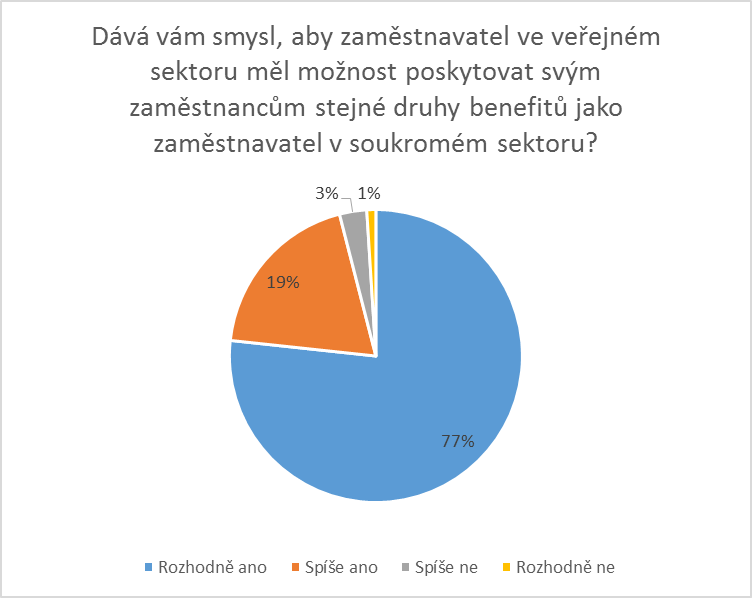 Dává vám smysl, aby zaměstnavatel ve veřejném
sektoru měl možnost poskytovat svým
zaměstnancům stejné druhy benefitů jako
zaměstnavatel v soukromém sektoru?
3%
1%
19%
77%
Rozhodně ano
Spíše ano
Spíše ne
Rozhodně ne